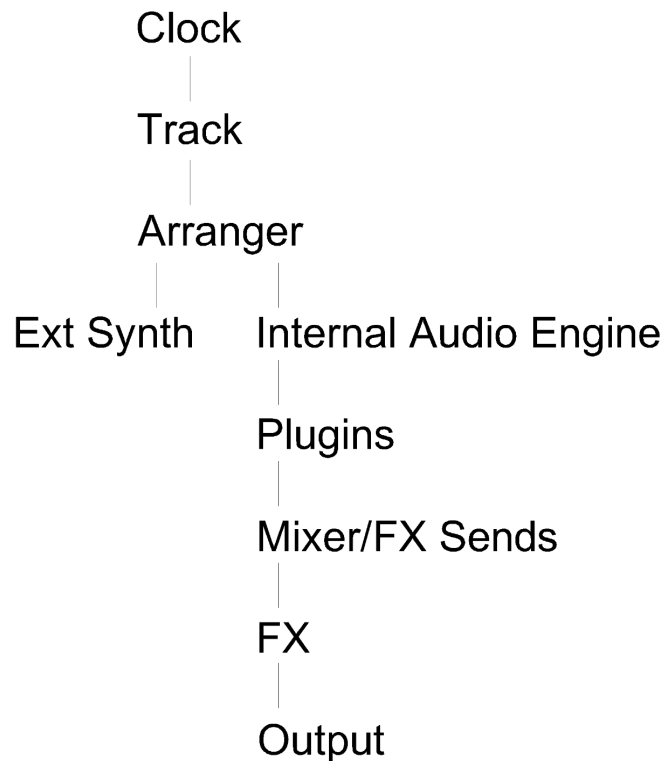 Clock
Track
Arranger
Ext Synth
Internal Audio Engine
Plugins
Mixer/FX Sends
FX
Output